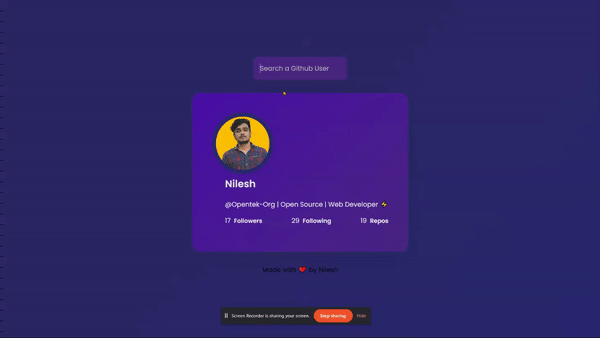 Search a Github User
Nilesh
@Opentek-Org | Open Source | Web Developer
17 Followers 29 Following 19 Repos
Made with ❤️ by Nilesh
Screen Recorder is sharing your screen. Stop sharing Hide